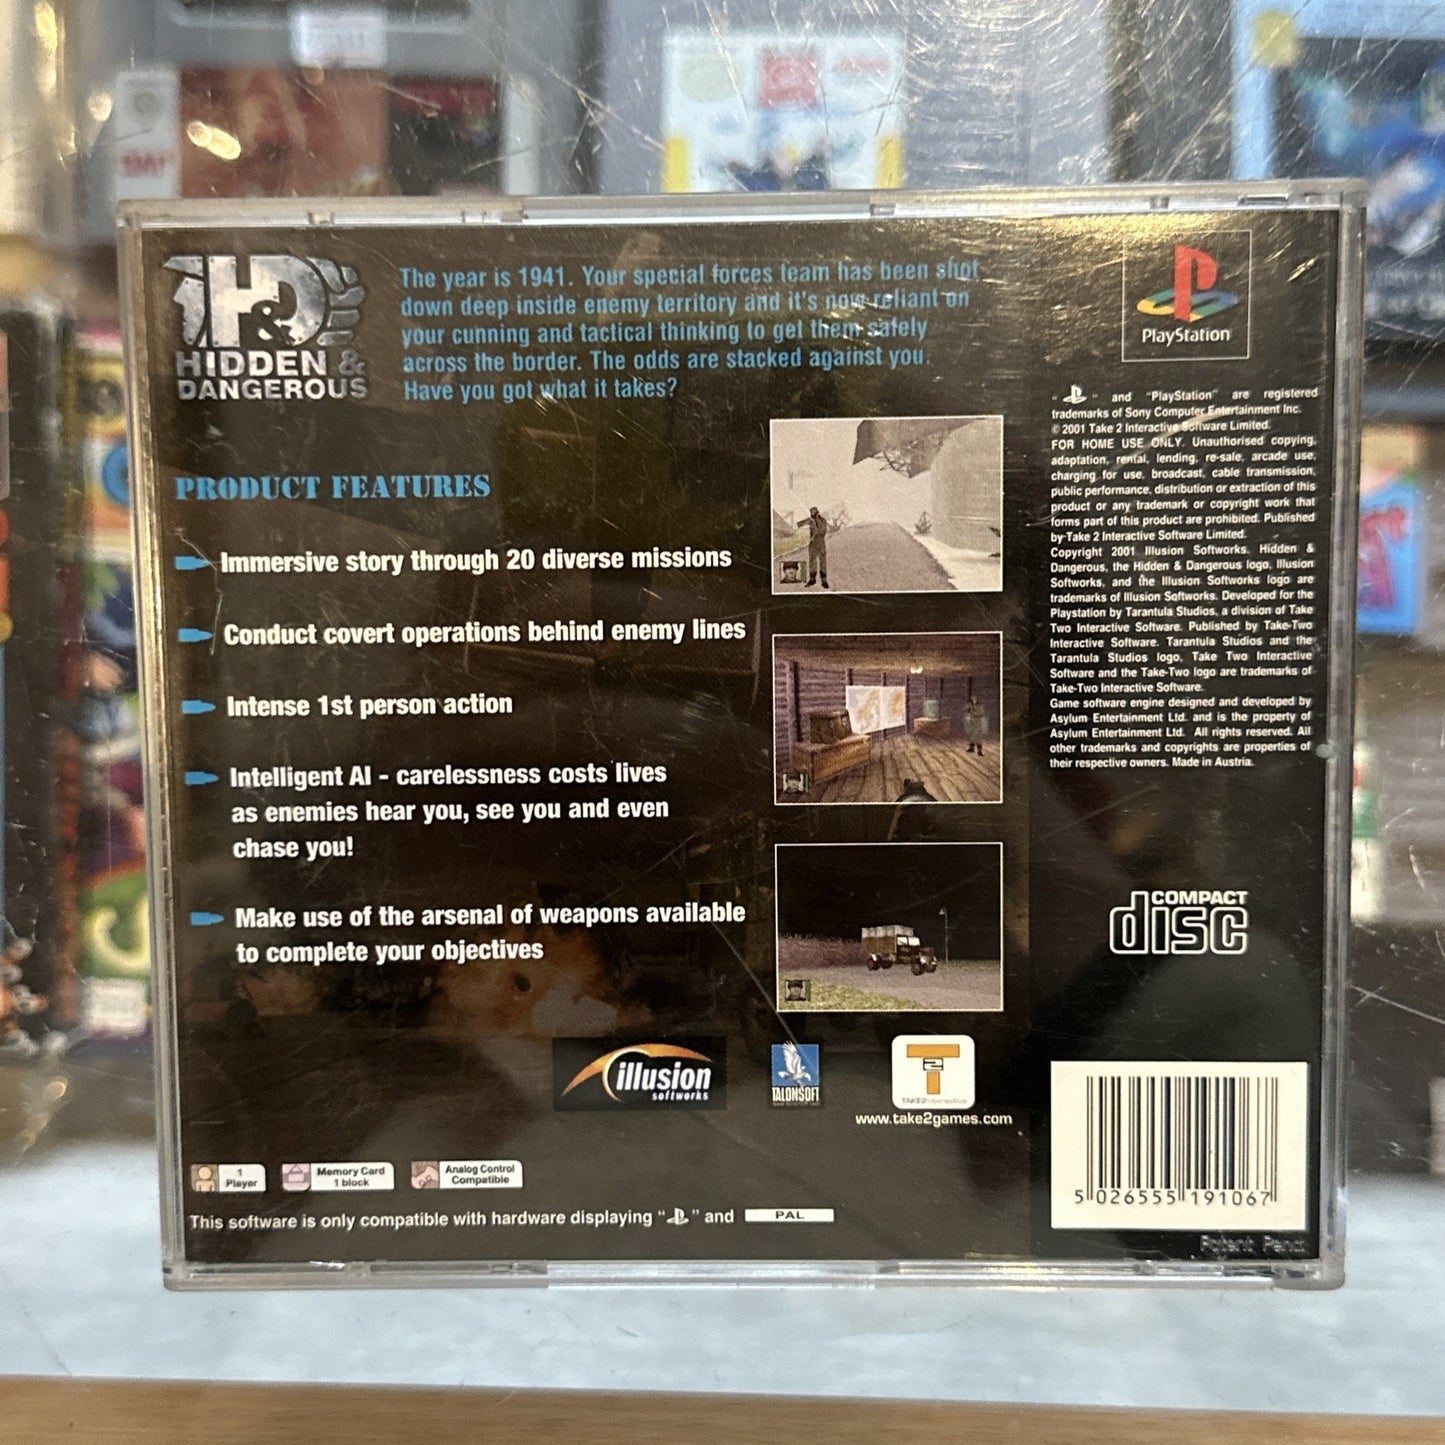 H&D
HIDDEN &
DANGEROUS
The year is 1941. Your special forces team has been shot
down deep inside enemy territory and it's now reliant on
your cunning and tactical thinking to get them safely
across the border. The odds are stacked against you.
Have you got what it takes?
PRODUCT FEATURES
Immersive story through 20 diverse missions
Conduct covert operations behind enemy lines
Intense 1st person action
Intelligent AI - carelessness costs lives
as enemies hear you, see you and even
chase you!
Make use of the arsenal of weapons available
to complete your objectives
PlayStation
" " and "PlayStation" are registered
trademarks of Sony Computer Entertainment Inc.
© 2001 Take 2 Interactive Software Limited.
FOR HOME USE ONLY. Unauthorised copying,
adaptation, rental, lending, re-sale, arcade use,
charging for use, broadcast, cable transmission,
public performance, distribution or extraction of this
product or any trademark or copyright work that
forms part of this product are prohibited. Published
by Take 2 Interactive Software Limited.
Copyright 2001 Illusion Softworks. Hidden &
Dangerous, the Hidden & Dangerous logo, Illusion
Softworks, and the Illusion Softworks logo are
trademarks of Illusion Softworks. Developed for the
Playstation by Tarantula Studios, a division of Take
Two Interactive Software. Published by Take-Two
Interactive Software. Tarantula Studios and the
Tarantula Studios logo, Take Two Interactive
Software and the Take-Two logo are trademarks of
Take-Two Interactive Software.
Game software engine designed and developed by
Asylum Entertainment Ltd. and is the property of
Asylum Entertainment Ltd. All rights reserved. All
other trademarks and copyrights are properties of
their respective owners. Made in Austria.
COMPACT
disc
illusion
softworks
TALONSOFT
T2
TAKE2 interactive
www.take2games.com
1
Player
Memory Card
1 block
Analog Control
Compatible
This software is only compatible with hardware displaying " " and PAL
5 026555 191067
Patent Pend